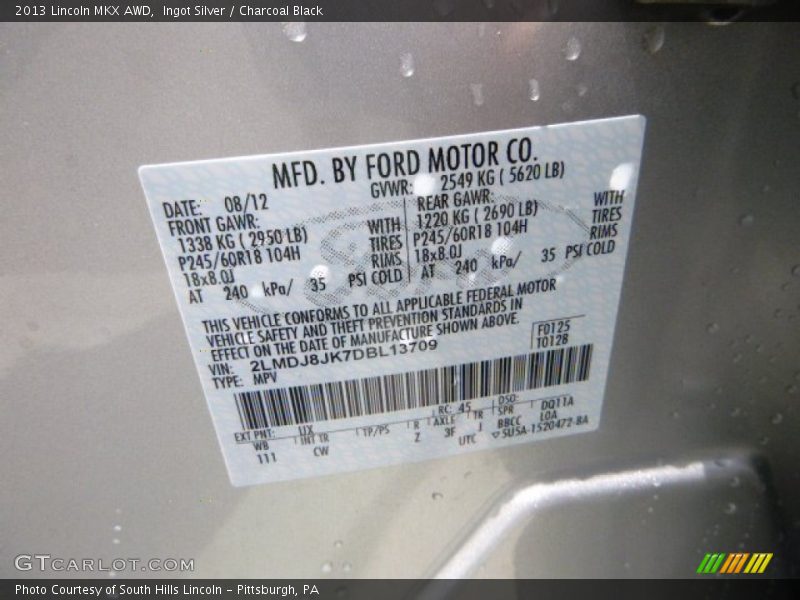 2013 Lincoln MKX AWD, Ingot Silver / Charcoal Black
MFD. BY FORD MOTOR CO.
DATE: 08/12 GVWR: 2549 KG ( 5620 LB)
FRONT GAWR: REAR GAWR:
1338 KG ( 2950 LB) WITH 1220 KG ( 2690 LB) WITH
P245/60R18 104H TIRES P245/60R18 104H TIRES
18x8.0J RIMS 18x8.0J RIMS
AT 240 kPa/ 35 PSI COLD AT 240 kPa/ 35 PSI COLD
THIS VEHICLE CONFORMS TO ALL APPLICABLE FEDERAL MOTOR
VEHICLE SAFETY AND THEFT PREVENTION STANDARDS IN
EFFECT ON THE DATE OF MANUFACTURE SHOWN ABOVE.
VIN: 2LMDJ8JK7DBL13709 F0125
TYPE: MPV T0128
EXT PNT: UX RC: 45 DSO: DQ11A
WB INT TR TP/PS R AXLE TR SPR LOA
111 CW Z 3F J BBCC
UTC ▽5U5A-1520472-BA
GTCARLOT.COM
Photo Courtesy of South Hills Lincoln - Pittsburgh, PA